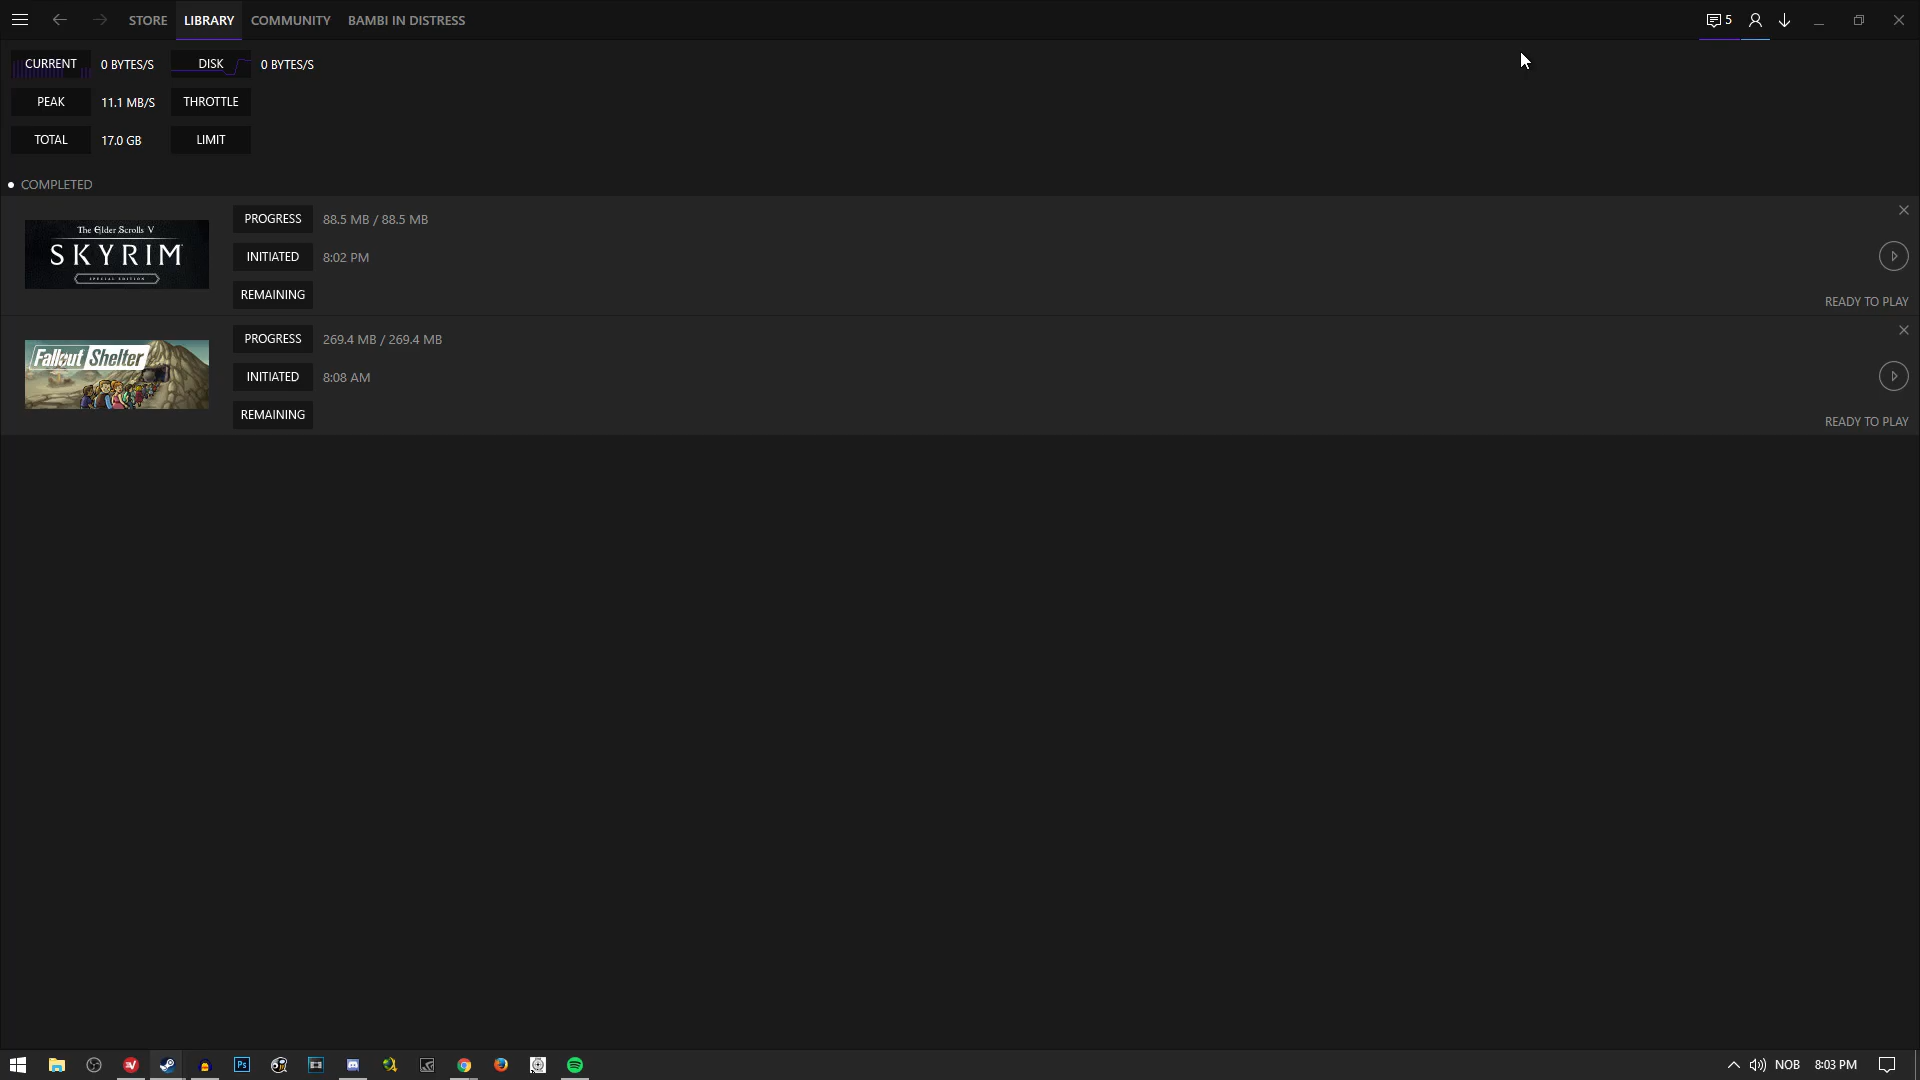 STORE LIBRARY COMMUNITY BAMBI IN DISTRESS 5
CURRENT 0 BYTES/S DISK 0 BYTES/S
PEAK 11.1 MB/S THROTTLE
TOTAL 17.0 GB LIMIT
COMPLETED
The Elder Scrolls V
SKYRIM
SPECIAL EDITION
PROGRESS 88.5 MB / 88.5 MB
INITIATED 8:02 PM
REMAINING
READY TO PLAY
Fallout Shelter
PROGRESS 269.4 MB / 269.4 MB
INITIATED 8:08 AM
REMAINING
READY TO PLAY
Ps
NOB 8:03 PM